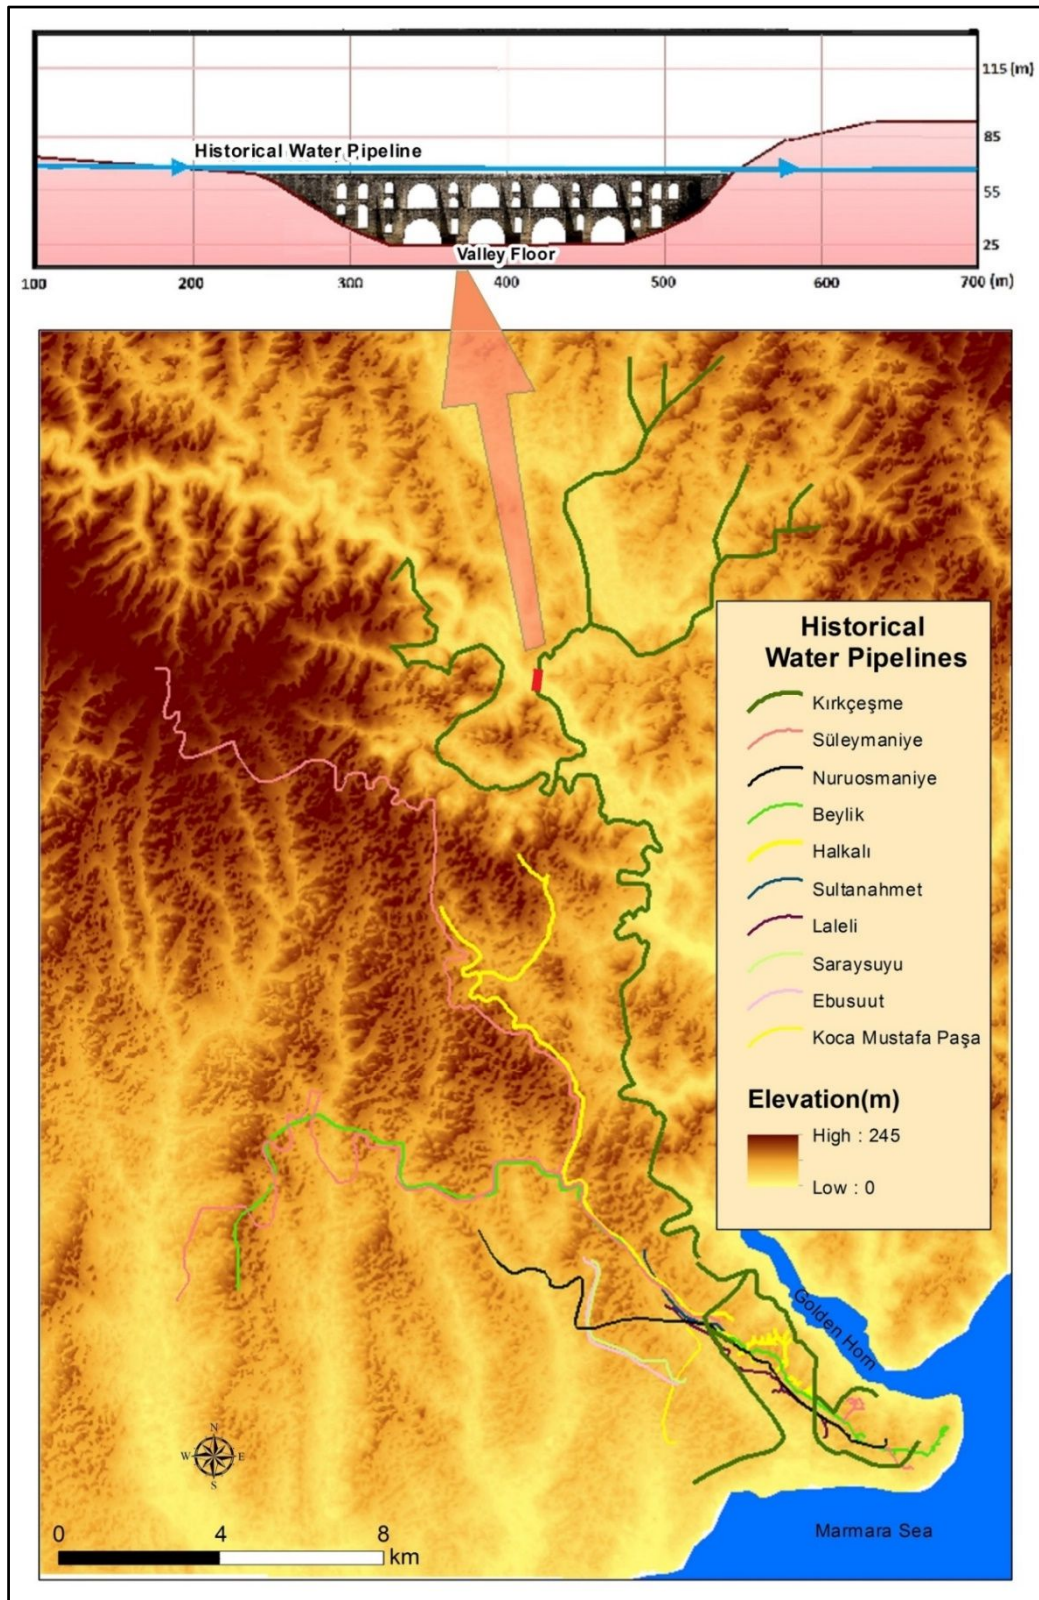 115 (m)
85
Historical Water Pipeline
55
25
Valley Floor
100 200 300 400 500 600 700 (m)
Historical
Water Pipelines
Kırkçeşme
Süleymaniye
Nuruosmaniye
Beylik
Halkalı
Sultanahmet
Laleli
Saraysuyu
Ebusuut
Koca Mustafa Paşa
Elevation(m)
High : 245
Low : 0
Golden Horn
N
W E
S
0 4 8
km
Marmara Sea